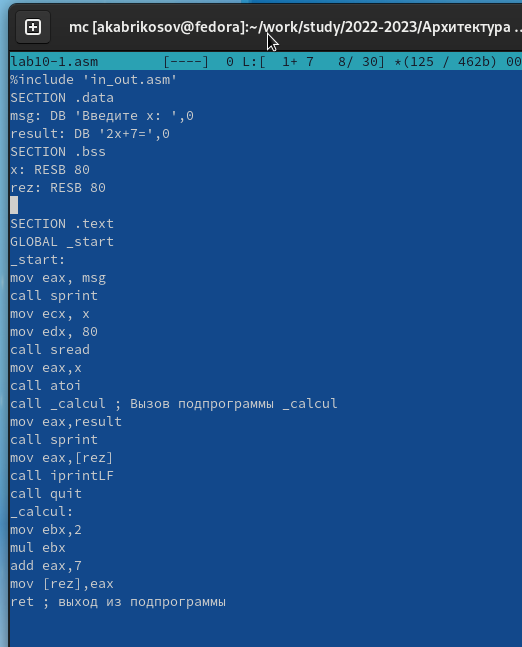 mc [akabrikosov@fedora]:~/work/study/2022-2023/Архитектура ..
lab10-1.asm [----] 0 L:[ 1+ 7 8/ 30] *(125 / 462b) 00
%include 'in_out.asm'
SECTION .data
msg: DB 'Введите x: ',0
result: DB '2x+7=',0
SECTION .bss
x: RESB 80
rez: RESB 80
SECTION .text
GLOBAL _start
_start:
mov eax, msg
call sprint
mov ecx, x
mov edx, 80
call sread
mov eax,x
call atoi
call _calcul ; Вызов подпрограммы _calcul
mov eax,result
call sprint
mov eax,[rez]
call iprintLF
call quit
_calcul:
mov ebx,2
mul ebx
add eax,7
mov [rez],eax
ret ; выход из подпрограммы